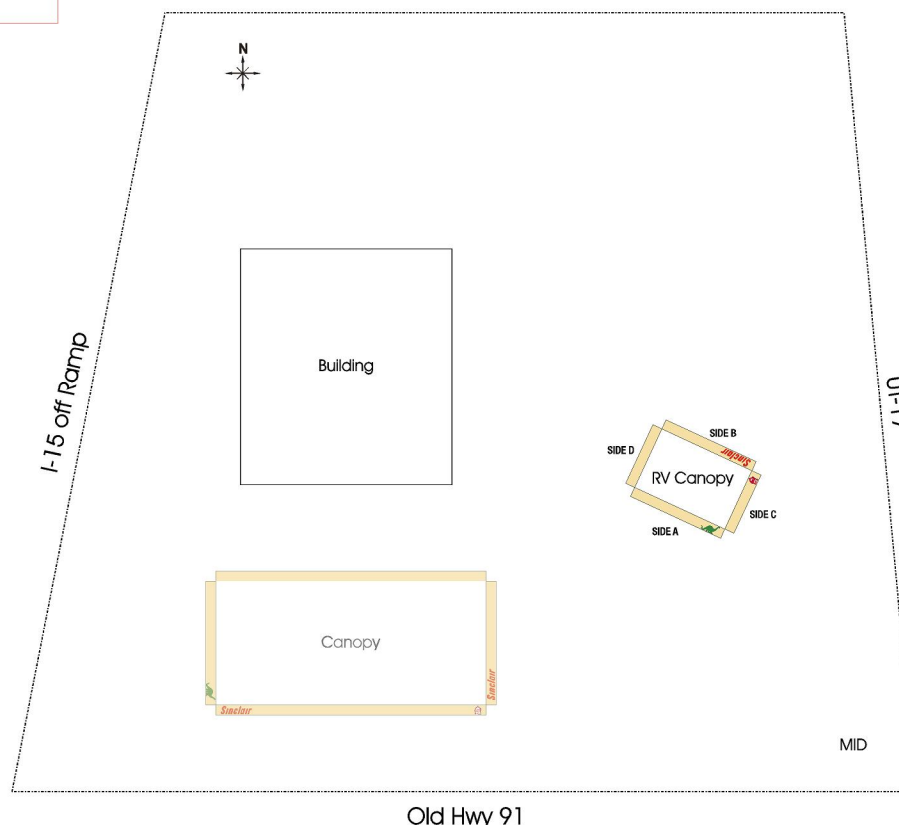 N
I-15 off Ramp
Building
SIDE B
SIDE D
Sinclair
RV Canopy
SIDE C
SIDE A
Canopy
Sinclair
Sinclair
MID
Old Hwy 91